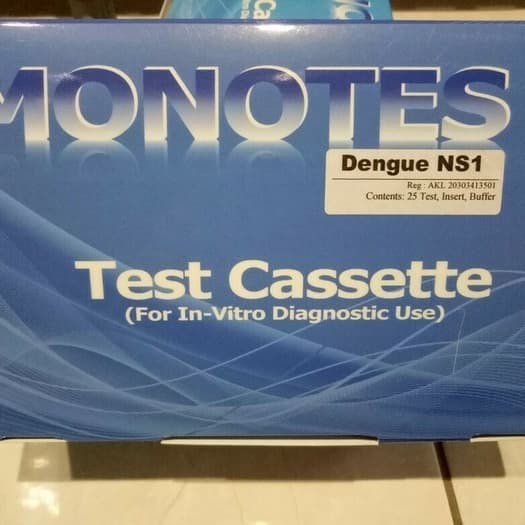 MONOTES
Dengue NS1
Reg : AKL 20303413501
Contents: 25 Test, Insert, Buffer
Test Cassette
(For In-Vitro Diagnostic Use)